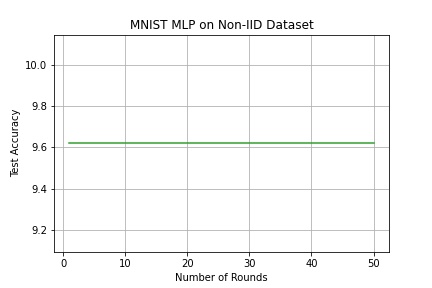 MNIST MLP on Non-IID Dataset
Test Accuracy
10.0
9.8
9.6
9.4
9.2
0 10 20 30 40 50
Number of Rounds